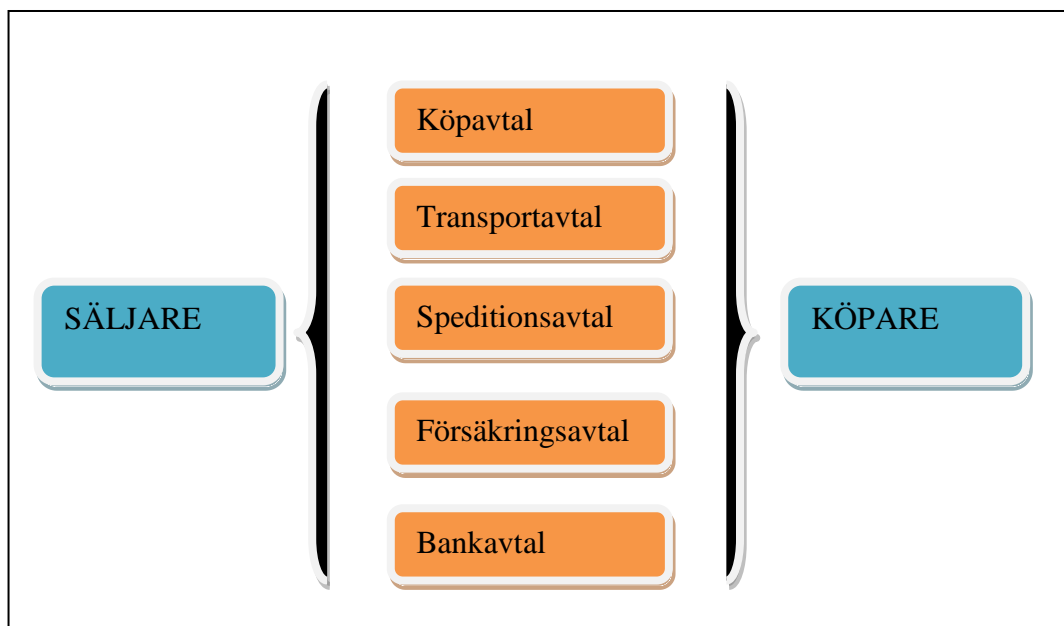 SÄLJARE
Köpavtal
Transportavtal
Speditionsavtal
Försäkringsavtal
Bankavtal
KÖPARE